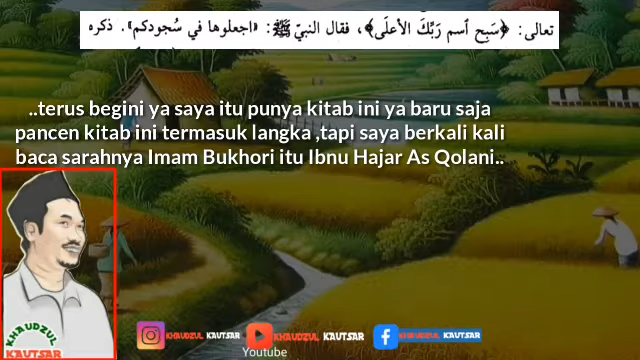 تعالى: ﴿سَبِّحِ ٱسم رَبِّكَ الأعلَى﴾، فقال النبيّ ﷺ: «اجعلوها في سُجودكم». ذكره
..terus begini ya saya itu punya kitab ini ya baru saja
pancen kitab ini termasuk langka ,tapi saya berkali kali
baca sarahnya Imam Bukhori itu Ibnu Hajar As Qolani..
KHAUDZUL
KAUTSAR
KHAUDZUL KAUTSAR
KHAUDZUL KAUTSAR
KHAUDZUL KAUTSAR
Youtube